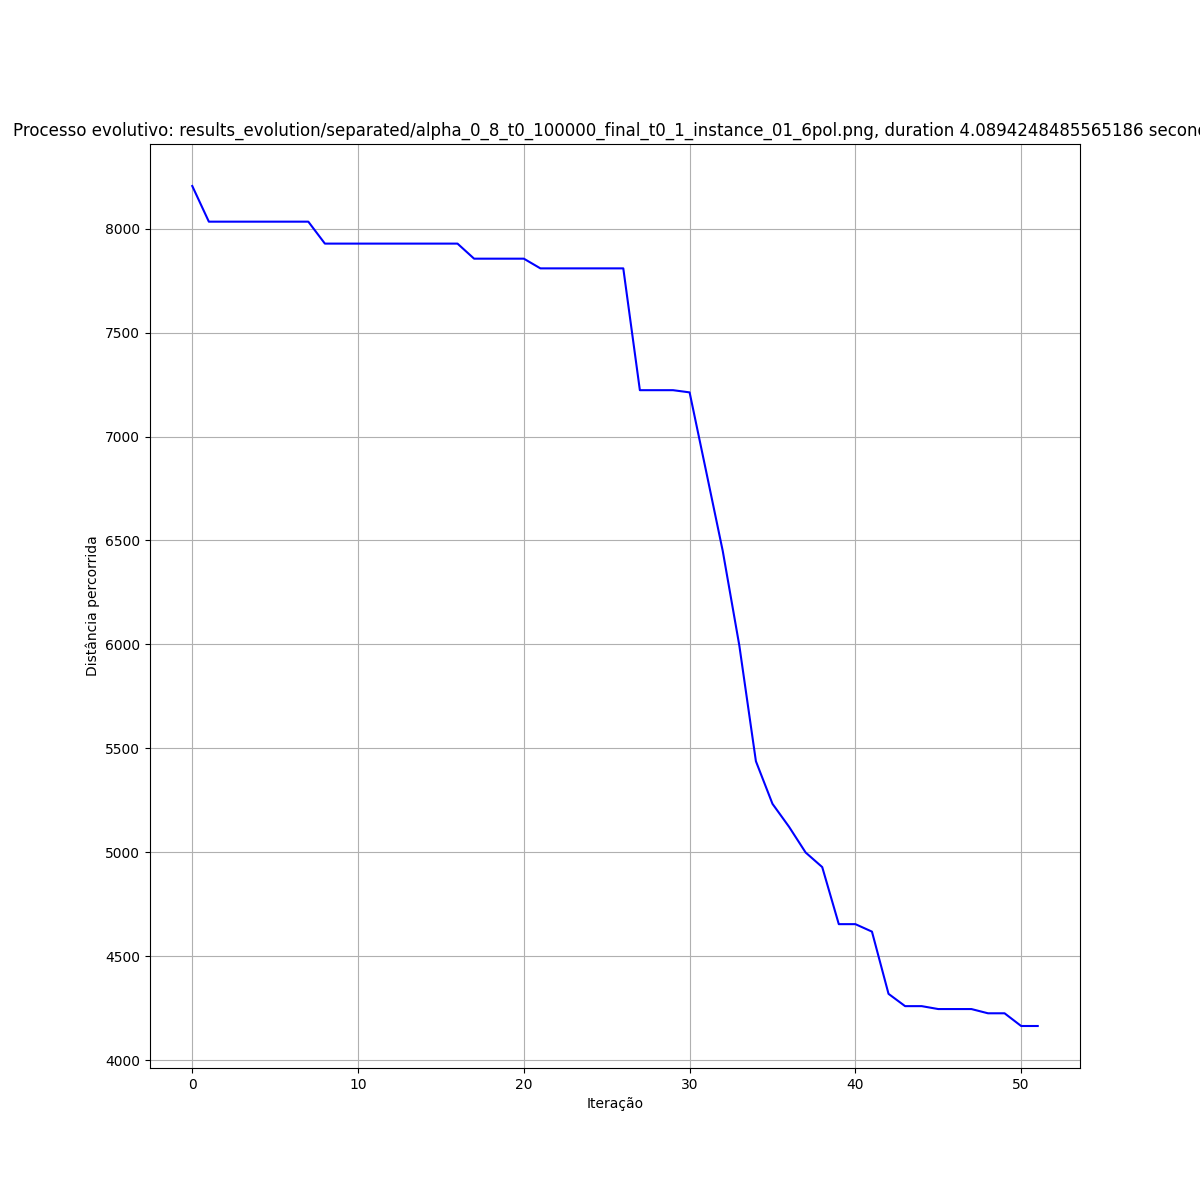 Processo evolutivo: results_evolution/separated/alpha_0_8_t0_100000_final_t0_1_instance_01_6pol.png, duration 4.0894248485565186
8000
7500
7000
6500
6000
5500
5000
4500
4000
Distância percorrida
0 10 20 30 40 50
Iteração